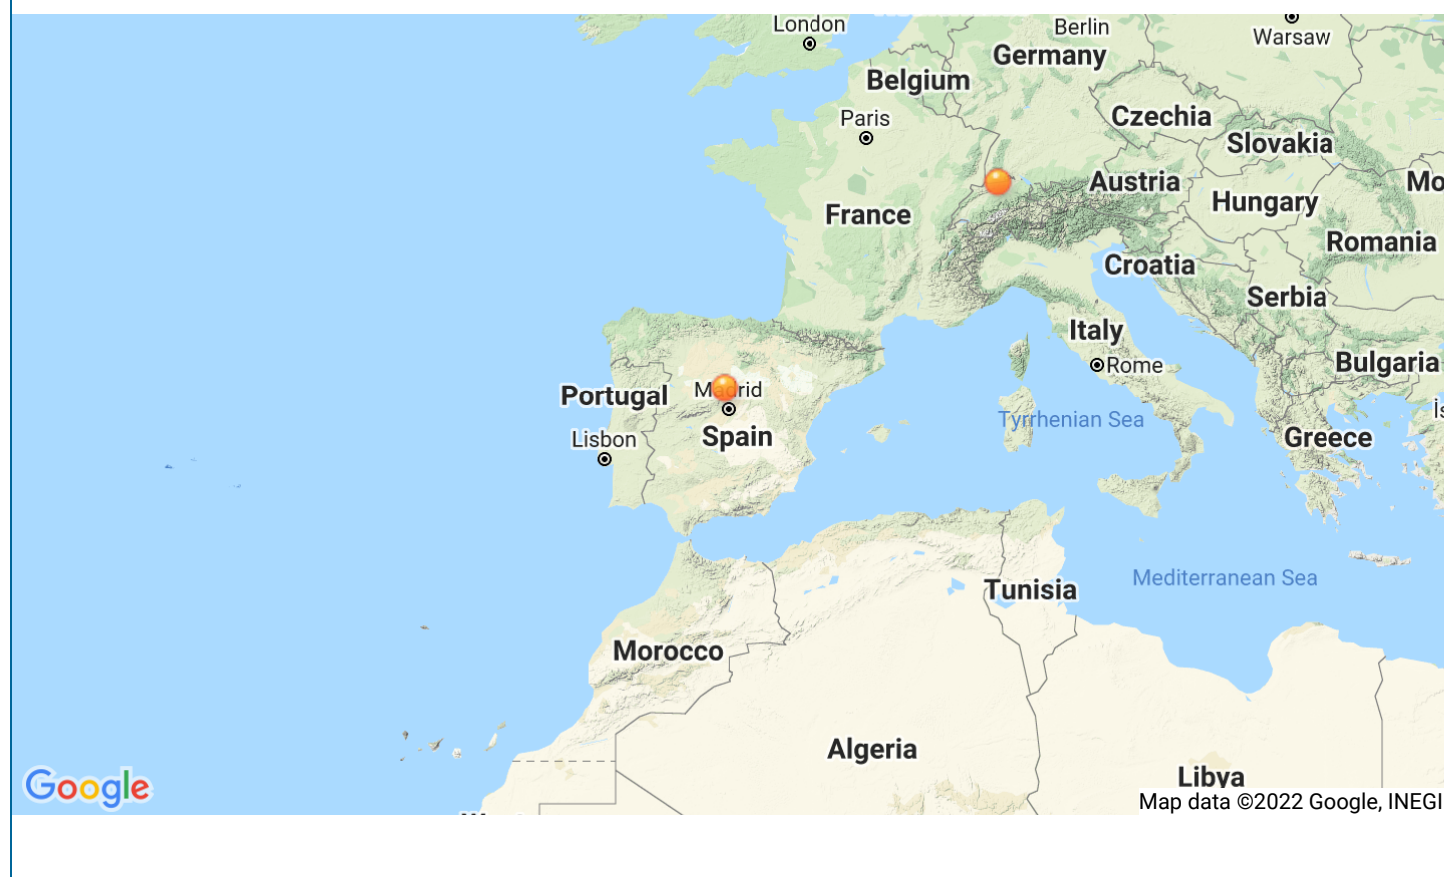 London
Berlin
Warsaw
Germany
Belgium
Paris
Czechia
Slovakia
Austria
Mo
France
Hungary
Romania
Croatia
Serbia
Italy
Rome
Bulgaria
Madrid
Portugal
Spain
Lisbon
Tyrrhenian Sea
Greece
Mediterranean Sea
Tunisia
Morocco
Algeria
Libya
Google
Map data ©2022 Google, INEGI